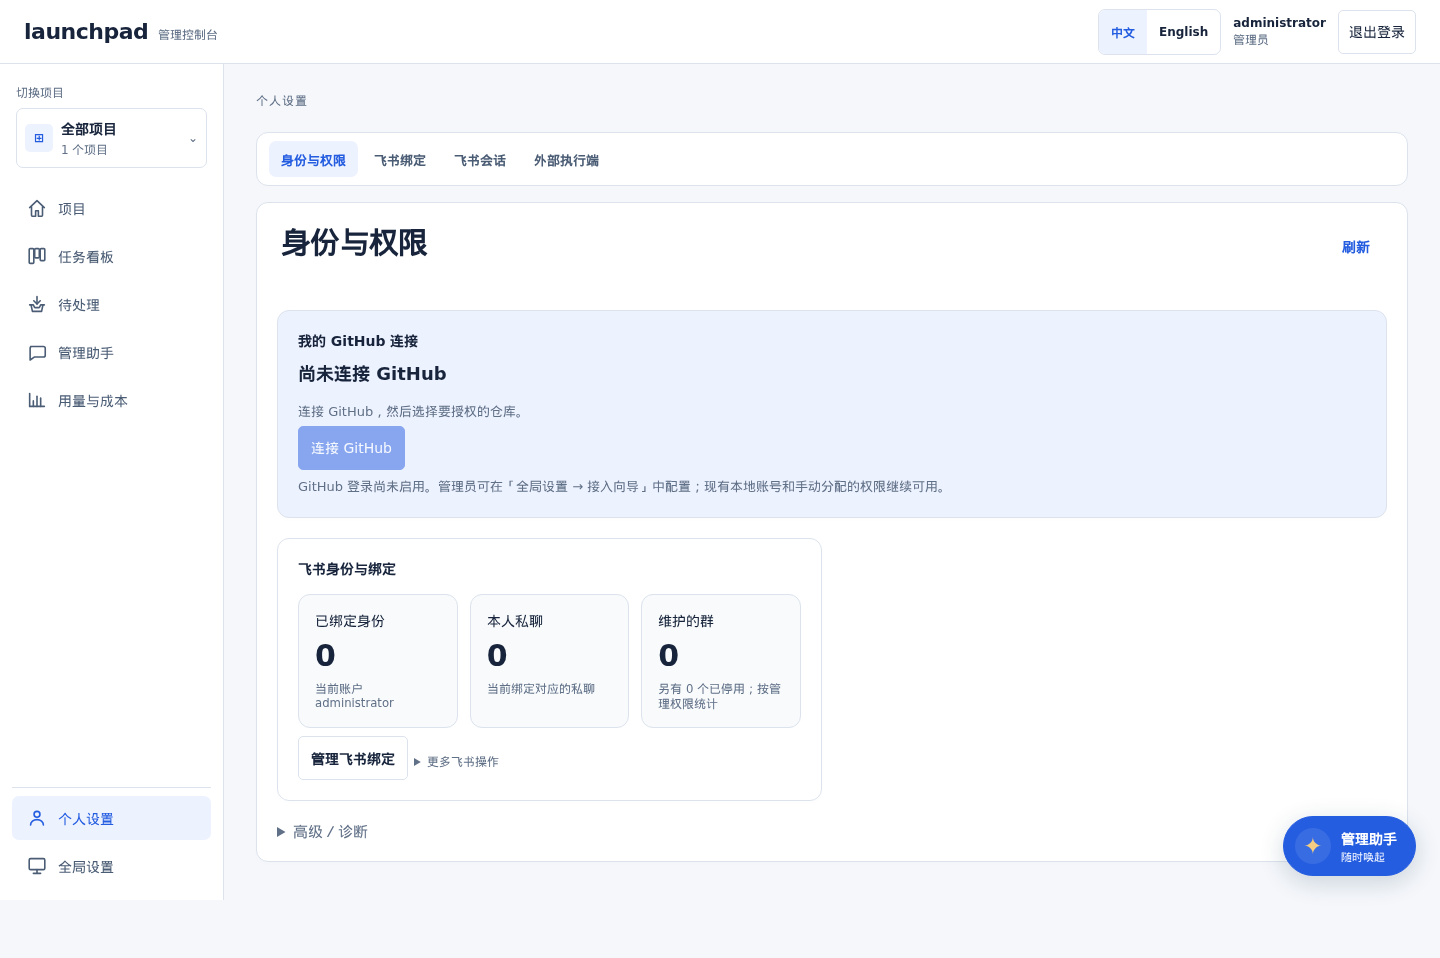 launchpad 管理控制台
中文 English
administrator
管理员
退出登录
切换项目
全部项目
1 个项目
项目
任务看板
待处理
管理助手
用量与成本
个人设置
全局设置
个人设置
身份与权限 飞书绑定 飞书会话 外部执行端
身份与权限
刷新
我的 GitHub 连接
尚未连接 GitHub
连接 GitHub，然后选择要授权的仓库。
连接 GitHub
GitHub 登录尚未启用。管理员可在「全局设置 → 接入向导」中配置；现有本地账号和手动分配的权限继续可用。
飞书身份与绑定
已绑定身份
0
当前账户
administrator
本人私聊
0
当前绑定对应的私聊
维护的群
0
另有 0 个已停用；按管
理权限统计
管理飞书绑定
更多飞书操作
高级 / 诊断
管理助手
随时唤起